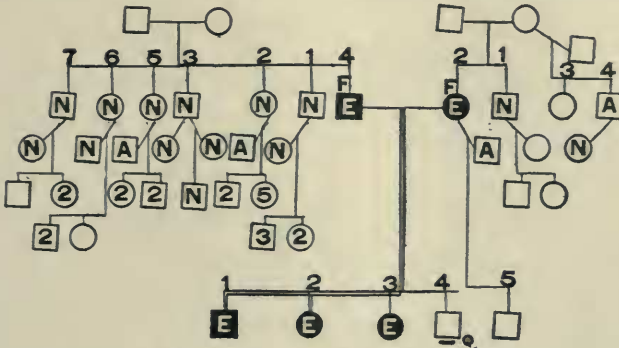 7 6 5 3 2 1 4 2 1 3 4
F F
N N N N N N E E N A
N N A N N A N A N
2 2 2 N 2 5
2 3 2
1 2 3 4 5
E E E